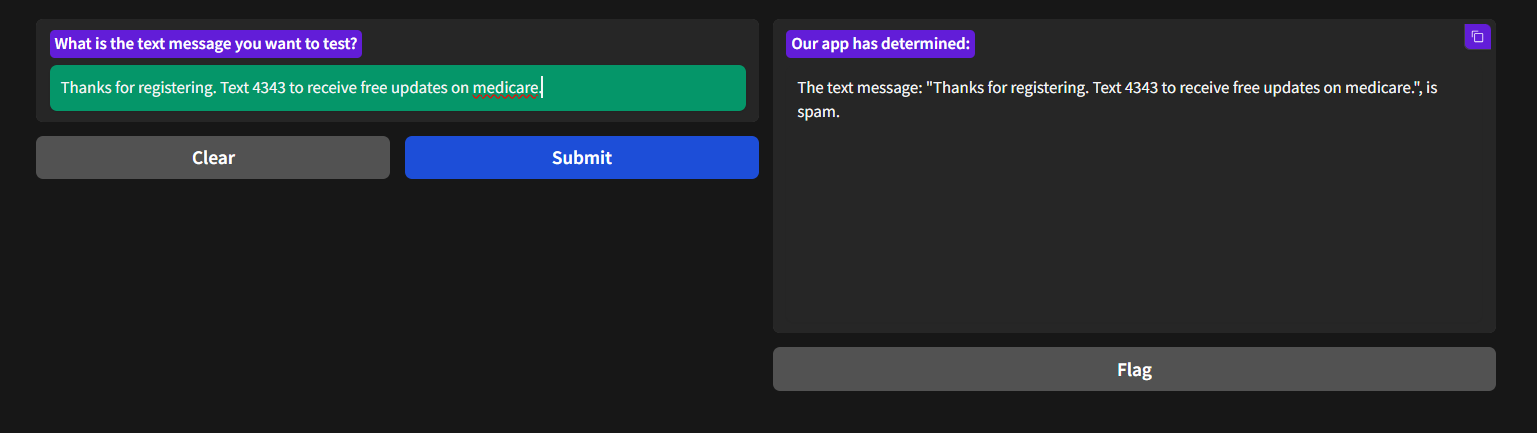 What is the text message you want to test?
Thanks for registering. Text 4343 to receive free updates on medicare.
Clear
Submit
Our app has determined:
The text message: "Thanks for registering. Text 4343 to receive free updates on medicare.", is
spam.
Flag